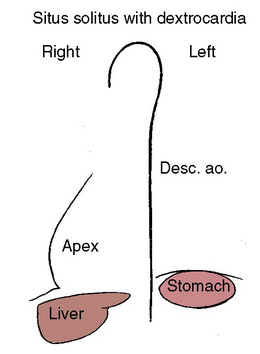 Situs solitus with dextrocardia
Right
Left
Desc. ao.
Apex
Stomach
Liver